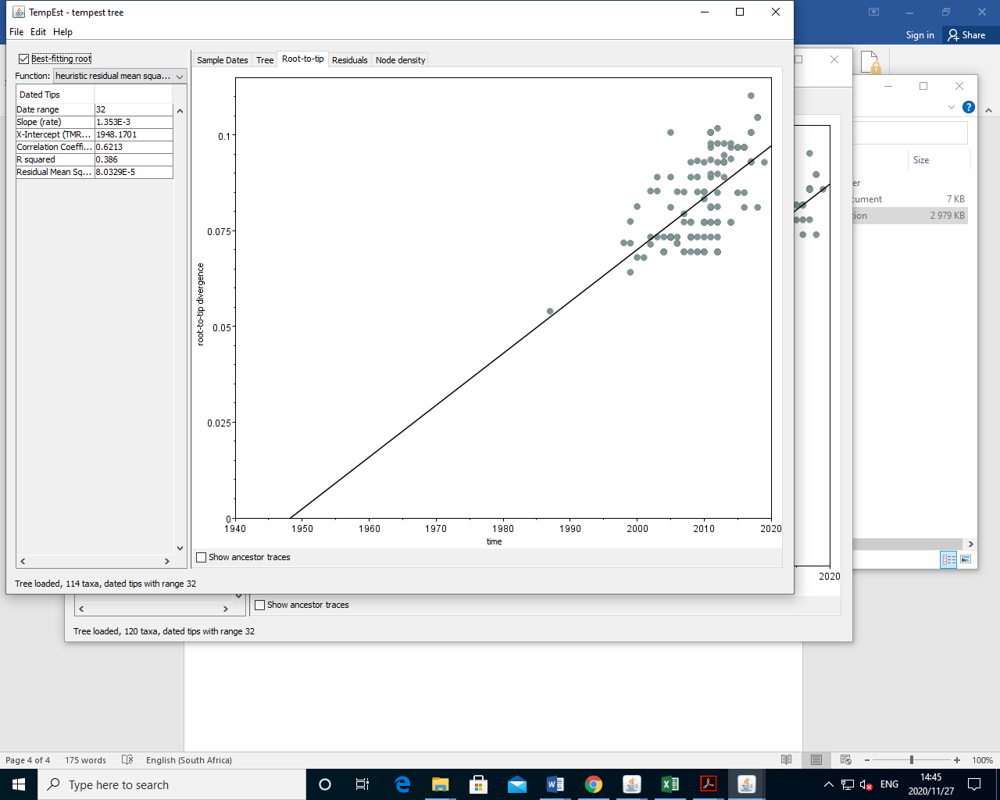 TempEst - tempest tree
File Edit Help
Sign in Share
Best-fitting root
Function: heuristic residual mean squa...
Sample Dates Tree Root-to-tip Residuals Node density
Dated Tips
Date range 32
Slope (rate) 1.353E-3
X-Intercept (TMR... 1948.1701
Correlation Coeffi... 0.6213
R squared 0.386
Residual Mean Sq... 8.0329E-5
0.1
0.075
0.05
0.025
0
root-to-tip divergence
1940 1950 1960 1970 1980 1990 2000 2010 2020
time
Show ancestor traces
Tree loaded, 114 taxa, dated tips with range 32
Size
er
cument 7 KB
tion 2 979 KB
2020
Show ancestor traces
Tree loaded, 120 taxa, dated tips with range 32
Page 4 of 4 175 words English (South Africa) 100%
Type here to search
ENG
14:45
2020/11/27